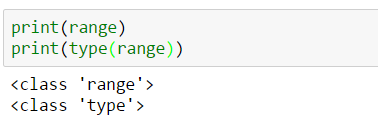 print(range)
print(type(range))
<class 'range'>
<class 'type'>